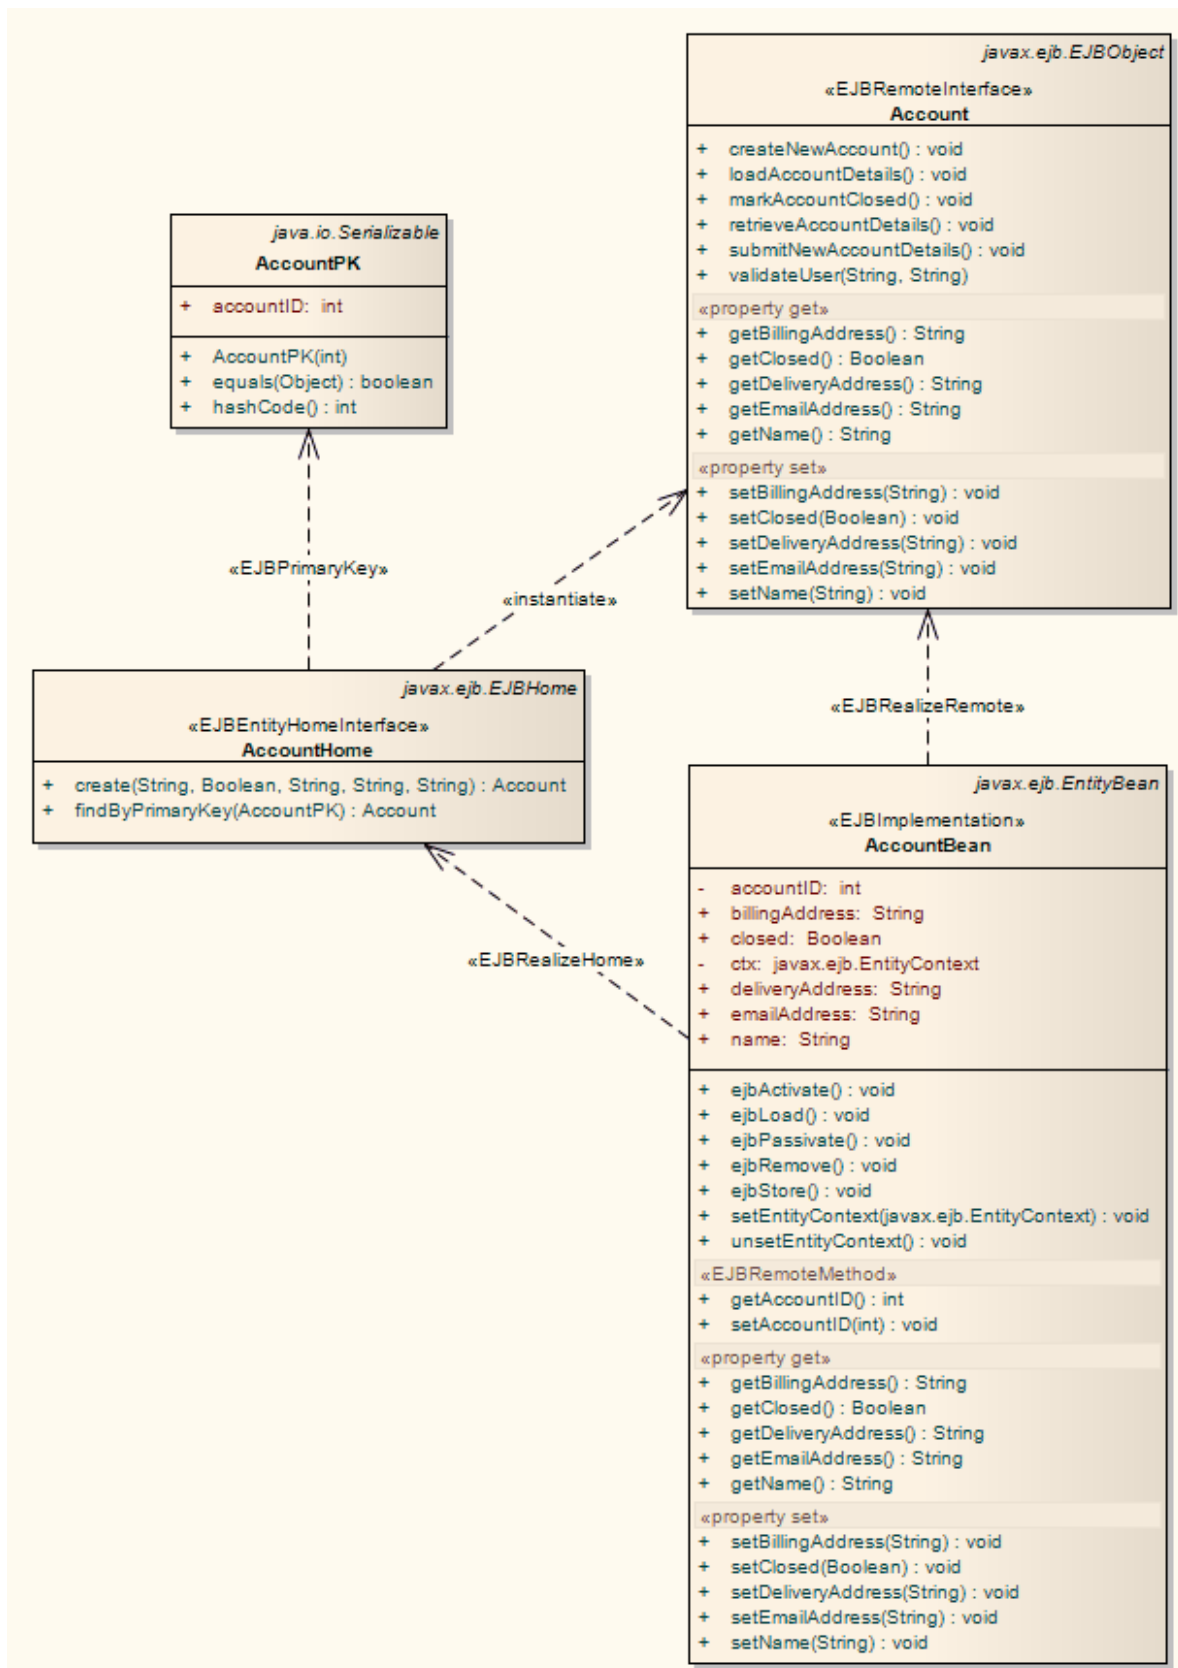 javax.ejb.EJBObject
«EJBRemoteInterface»
Account
+ createNewAccount() : void
+ loadAccountDetails() : void
+ markAccountClosed() : void
+ retrieveAccountDetails() : void
+ submitNewAccountDetails() : void
+ validateUser(String, String)
«property get»
+ getBillingAddress() : String
+ getClosed() : Boolean
+ getDeliveryAddress() : String
+ getEmailAddress() : String
+ getName() : String
«property set»
+ setBillingAddress(String) : void
+ setClosed(Boolean) : void
+ setDeliveryAddress(String) : void
+ setEmailAddress(String) : void
+ setName(String) : void
java.io.Serializable
AccountPK
+ accountID: int
+ AccountPK(int)
+ equals(Object) : boolean
+ hashCode() : int
«EJBPrimaryKey»
«instantiate»
javax.ejb.EJBHome
«EJBEntityHomeInterface»
AccountHome
+ create(String, Boolean, String, String, String) : Account
+ findByPrimaryKey(AccountPK) : Account
«EJBRealizeRemote»
«EJBRealizeHome»
javax.ejb.EntityBean
«EJBImplementation»
AccountBean
- accountID: int
+ billingAddress: String
+ closed: Boolean
- ctx: javax.ejb.EntityContext
+ deliveryAddress: String
+ emailAddress: String
+ name: String
+ ejbActivate() : void
+ ejbLoad() : void
+ ejbPassivate() : void
+ ejbRemove() : void
+ ejbStore() : void
+ setEntityContext(javax.ejb.EntityContext) : void
+ unsetEntityContext() : void
«EJBRemoteMethod»
+ getAccountID() : int
+ setAccountID(int) : void
«property get»
+ getBillingAddress() : String
+ getClosed() : Boolean
+ getDeliveryAddress() : String
+ getEmailAddress() : String
+ getName() : String
«property set»
+ setBillingAddress(String) : void
+ setClosed(Boolean) : void
+ setDeliveryAddress(String) : void
+ setEmailAddress(String) : void
+ setName(String) : void